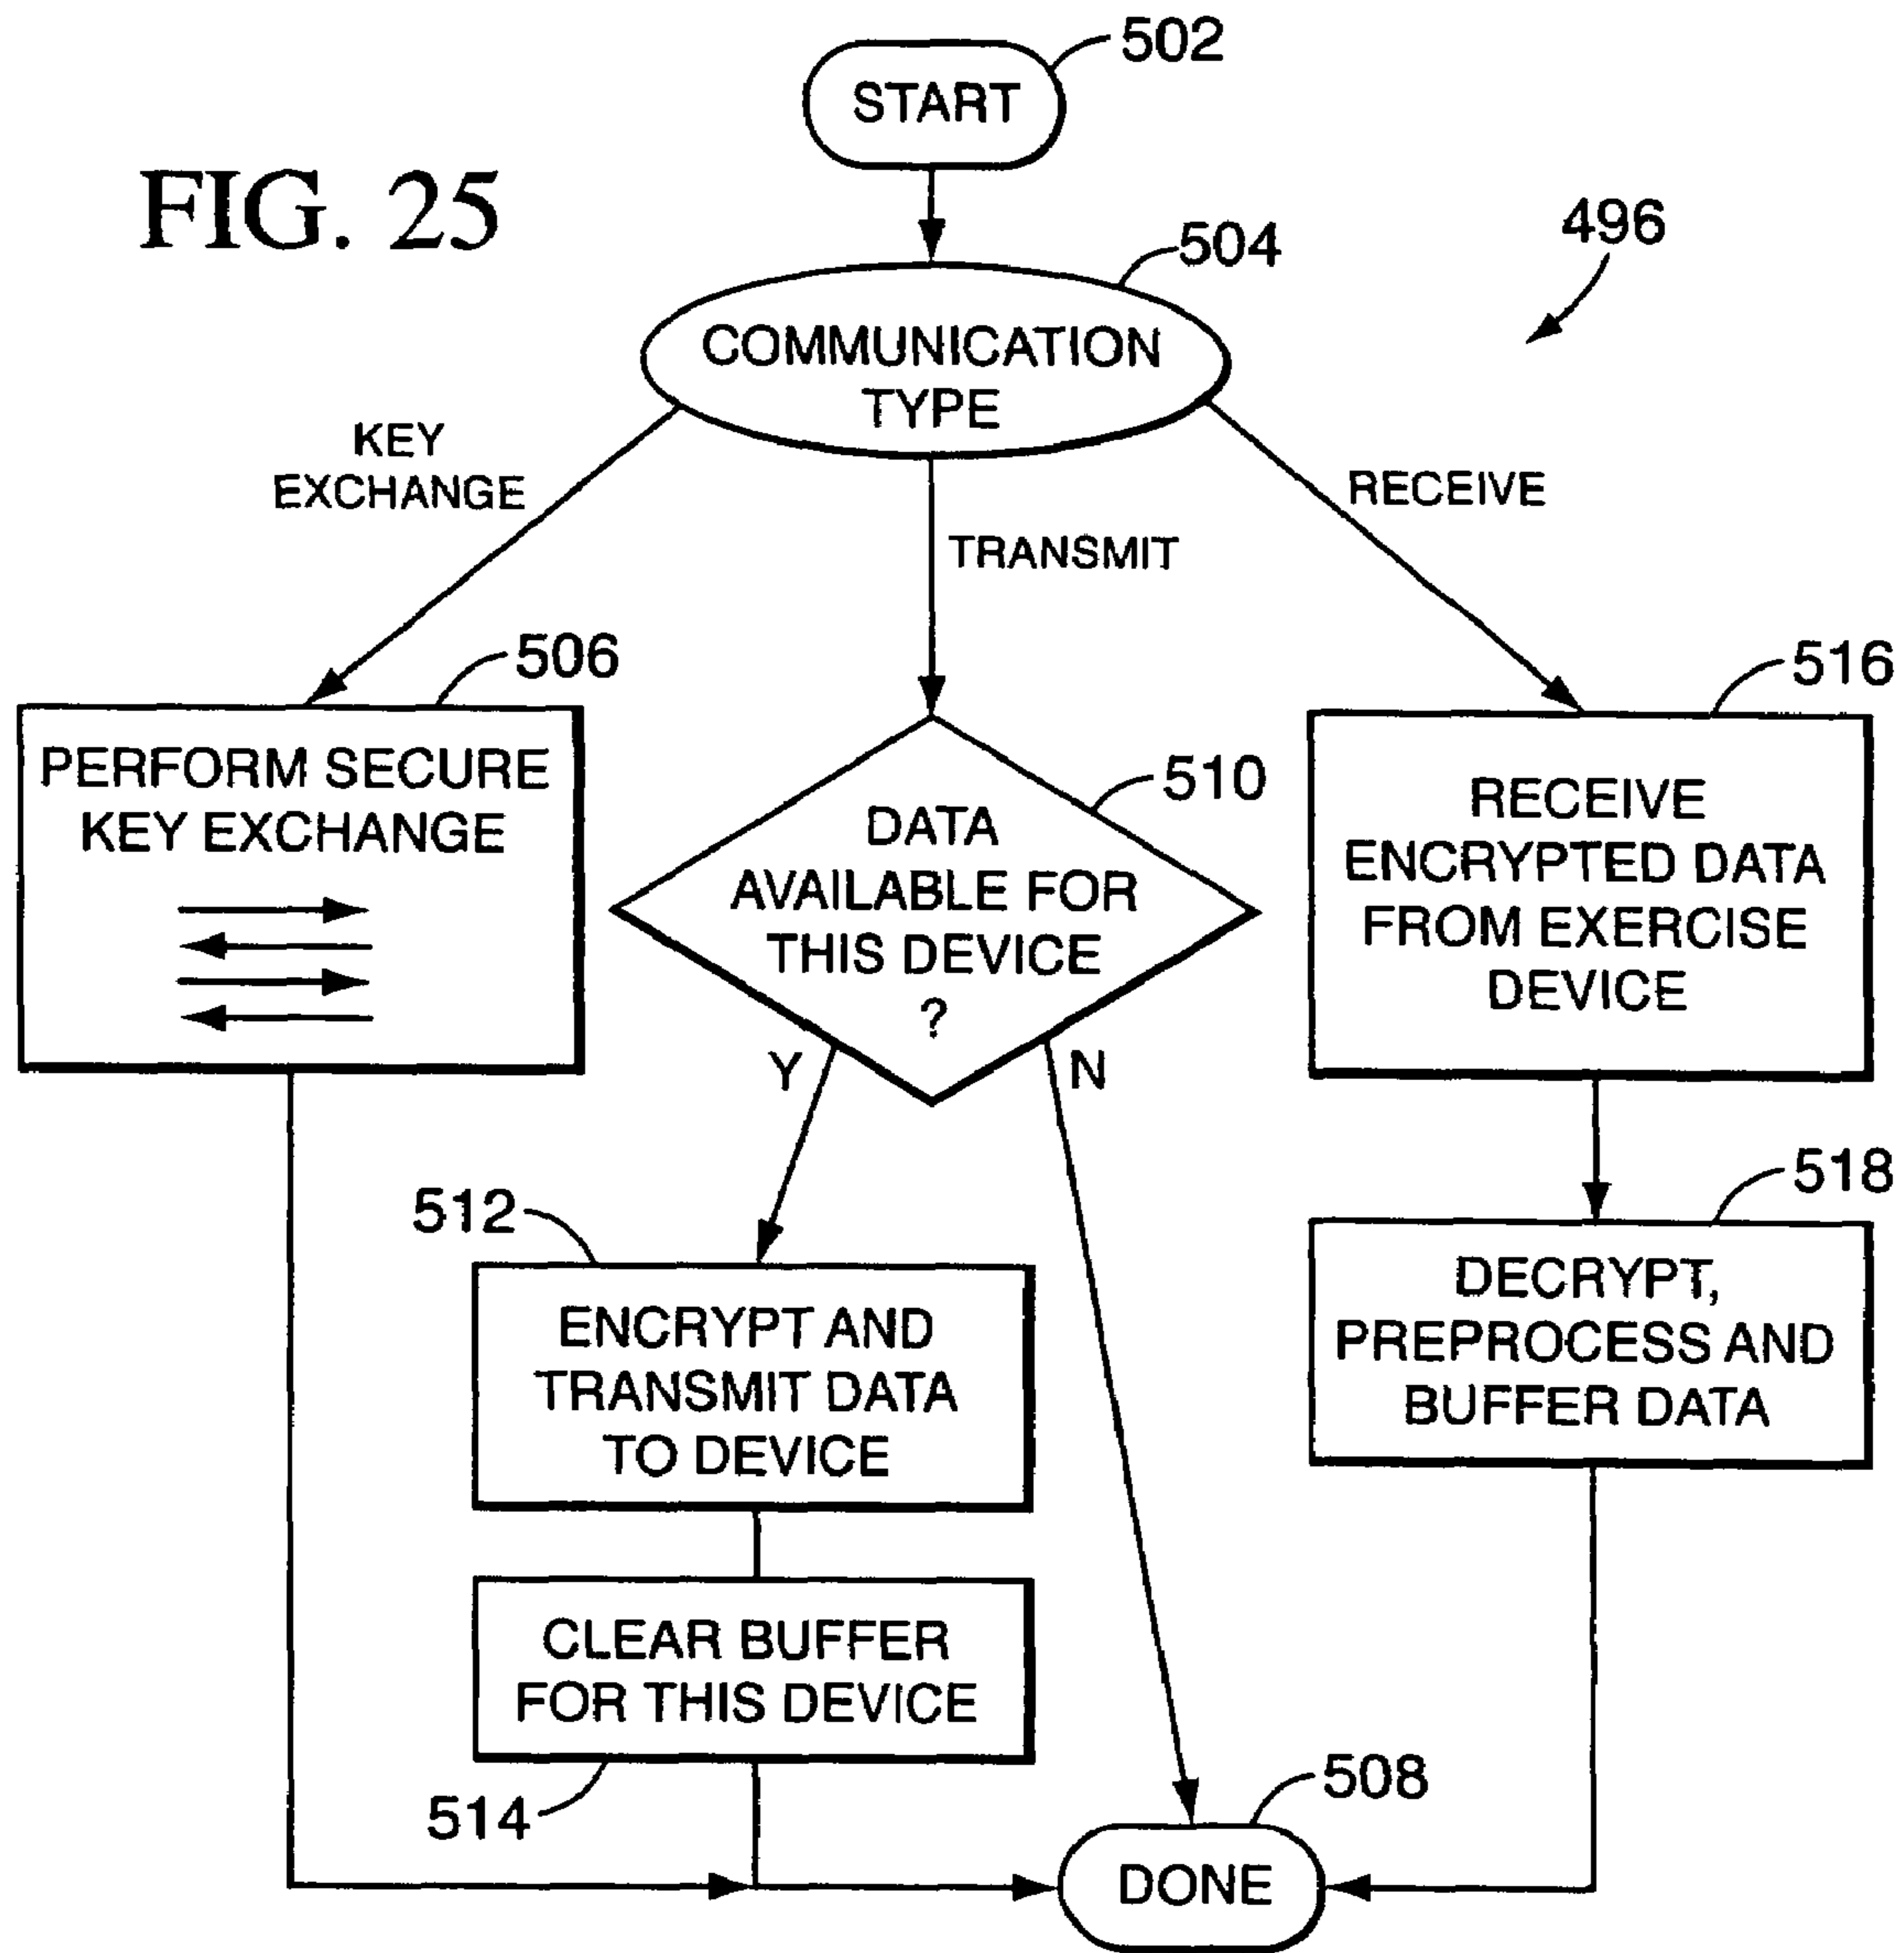 FIG. 25
502
START
504
496
COMMUNICATION
TYPE
KEY
EXCHANGE
TRANSMIT
RECEIVE
506
PERFORM SECURE
KEY EXCHANGE
510
DATA
AVAILABLE FOR
THIS DEVICE
?
Y
N
516
RECEIVE
ENCRYPTED DATA
FROM EXERCISE
DEVICE
512
ENCRYPT AND
TRANSMIT DATA
TO DEVICE
518
DECRYPT,
PREPROCESS AND
BUFFER DATA
CLEAR BUFFER
FOR THIS DEVICE
514
508
DONE